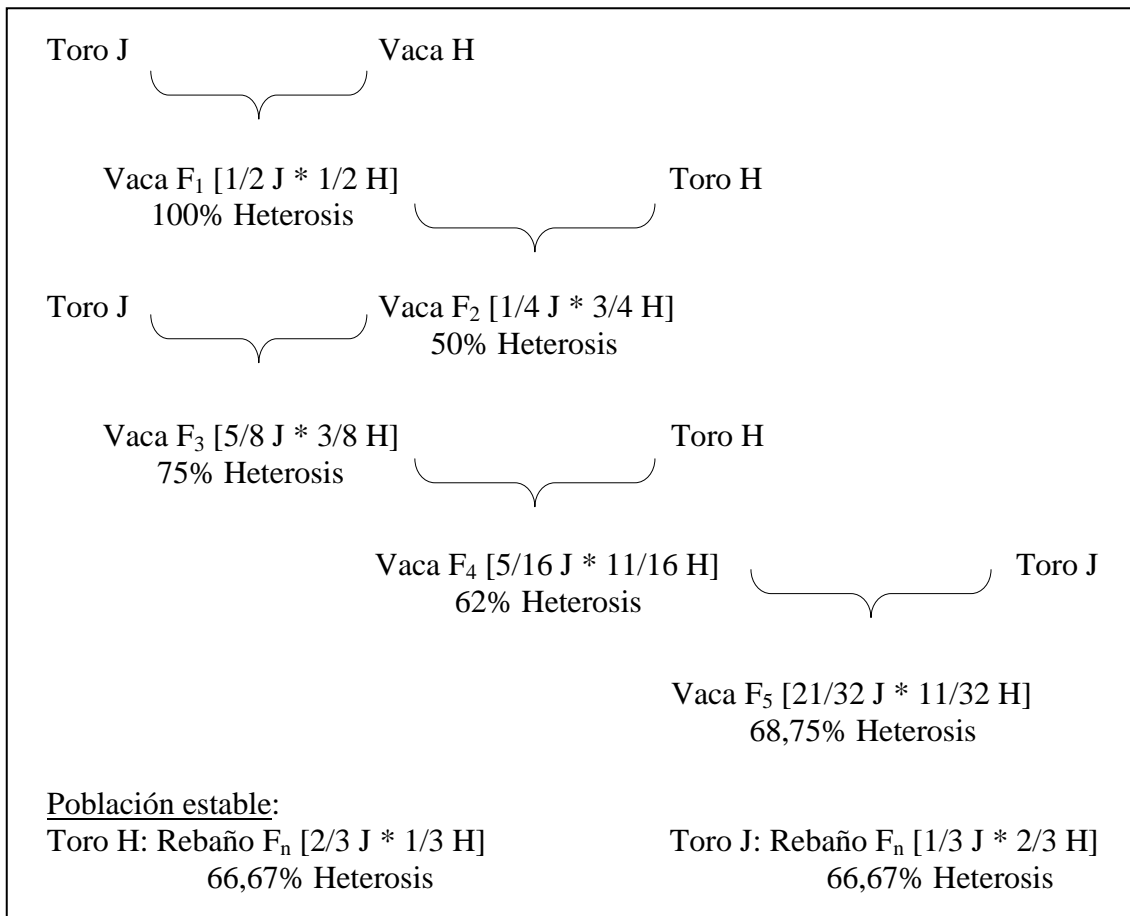 Toro J Vaca H
Vaca F₁ [1/2 J * 1/2 H] Toro H
100% Heterosis
Toro J Vaca F₂ [1/4 J * 3/4 H]
50% Heterosis
Vaca F₃ [5/8 J * 3/8 H] Toro H
75% Heterosis
Vaca F₄ [5/16 J * 11/16 H] Toro J
62% Heterosis
Vaca F₅ [21/32 J * 11/32 H]
68,75% Heterosis
Población estable:
Toro H: Rebaño Fₙ [2/3 J * 1/3 H] Toro J: Rebaño Fₙ [1/3 J * 2/3 H]
66,67% Heterosis 66,67% Heterosis